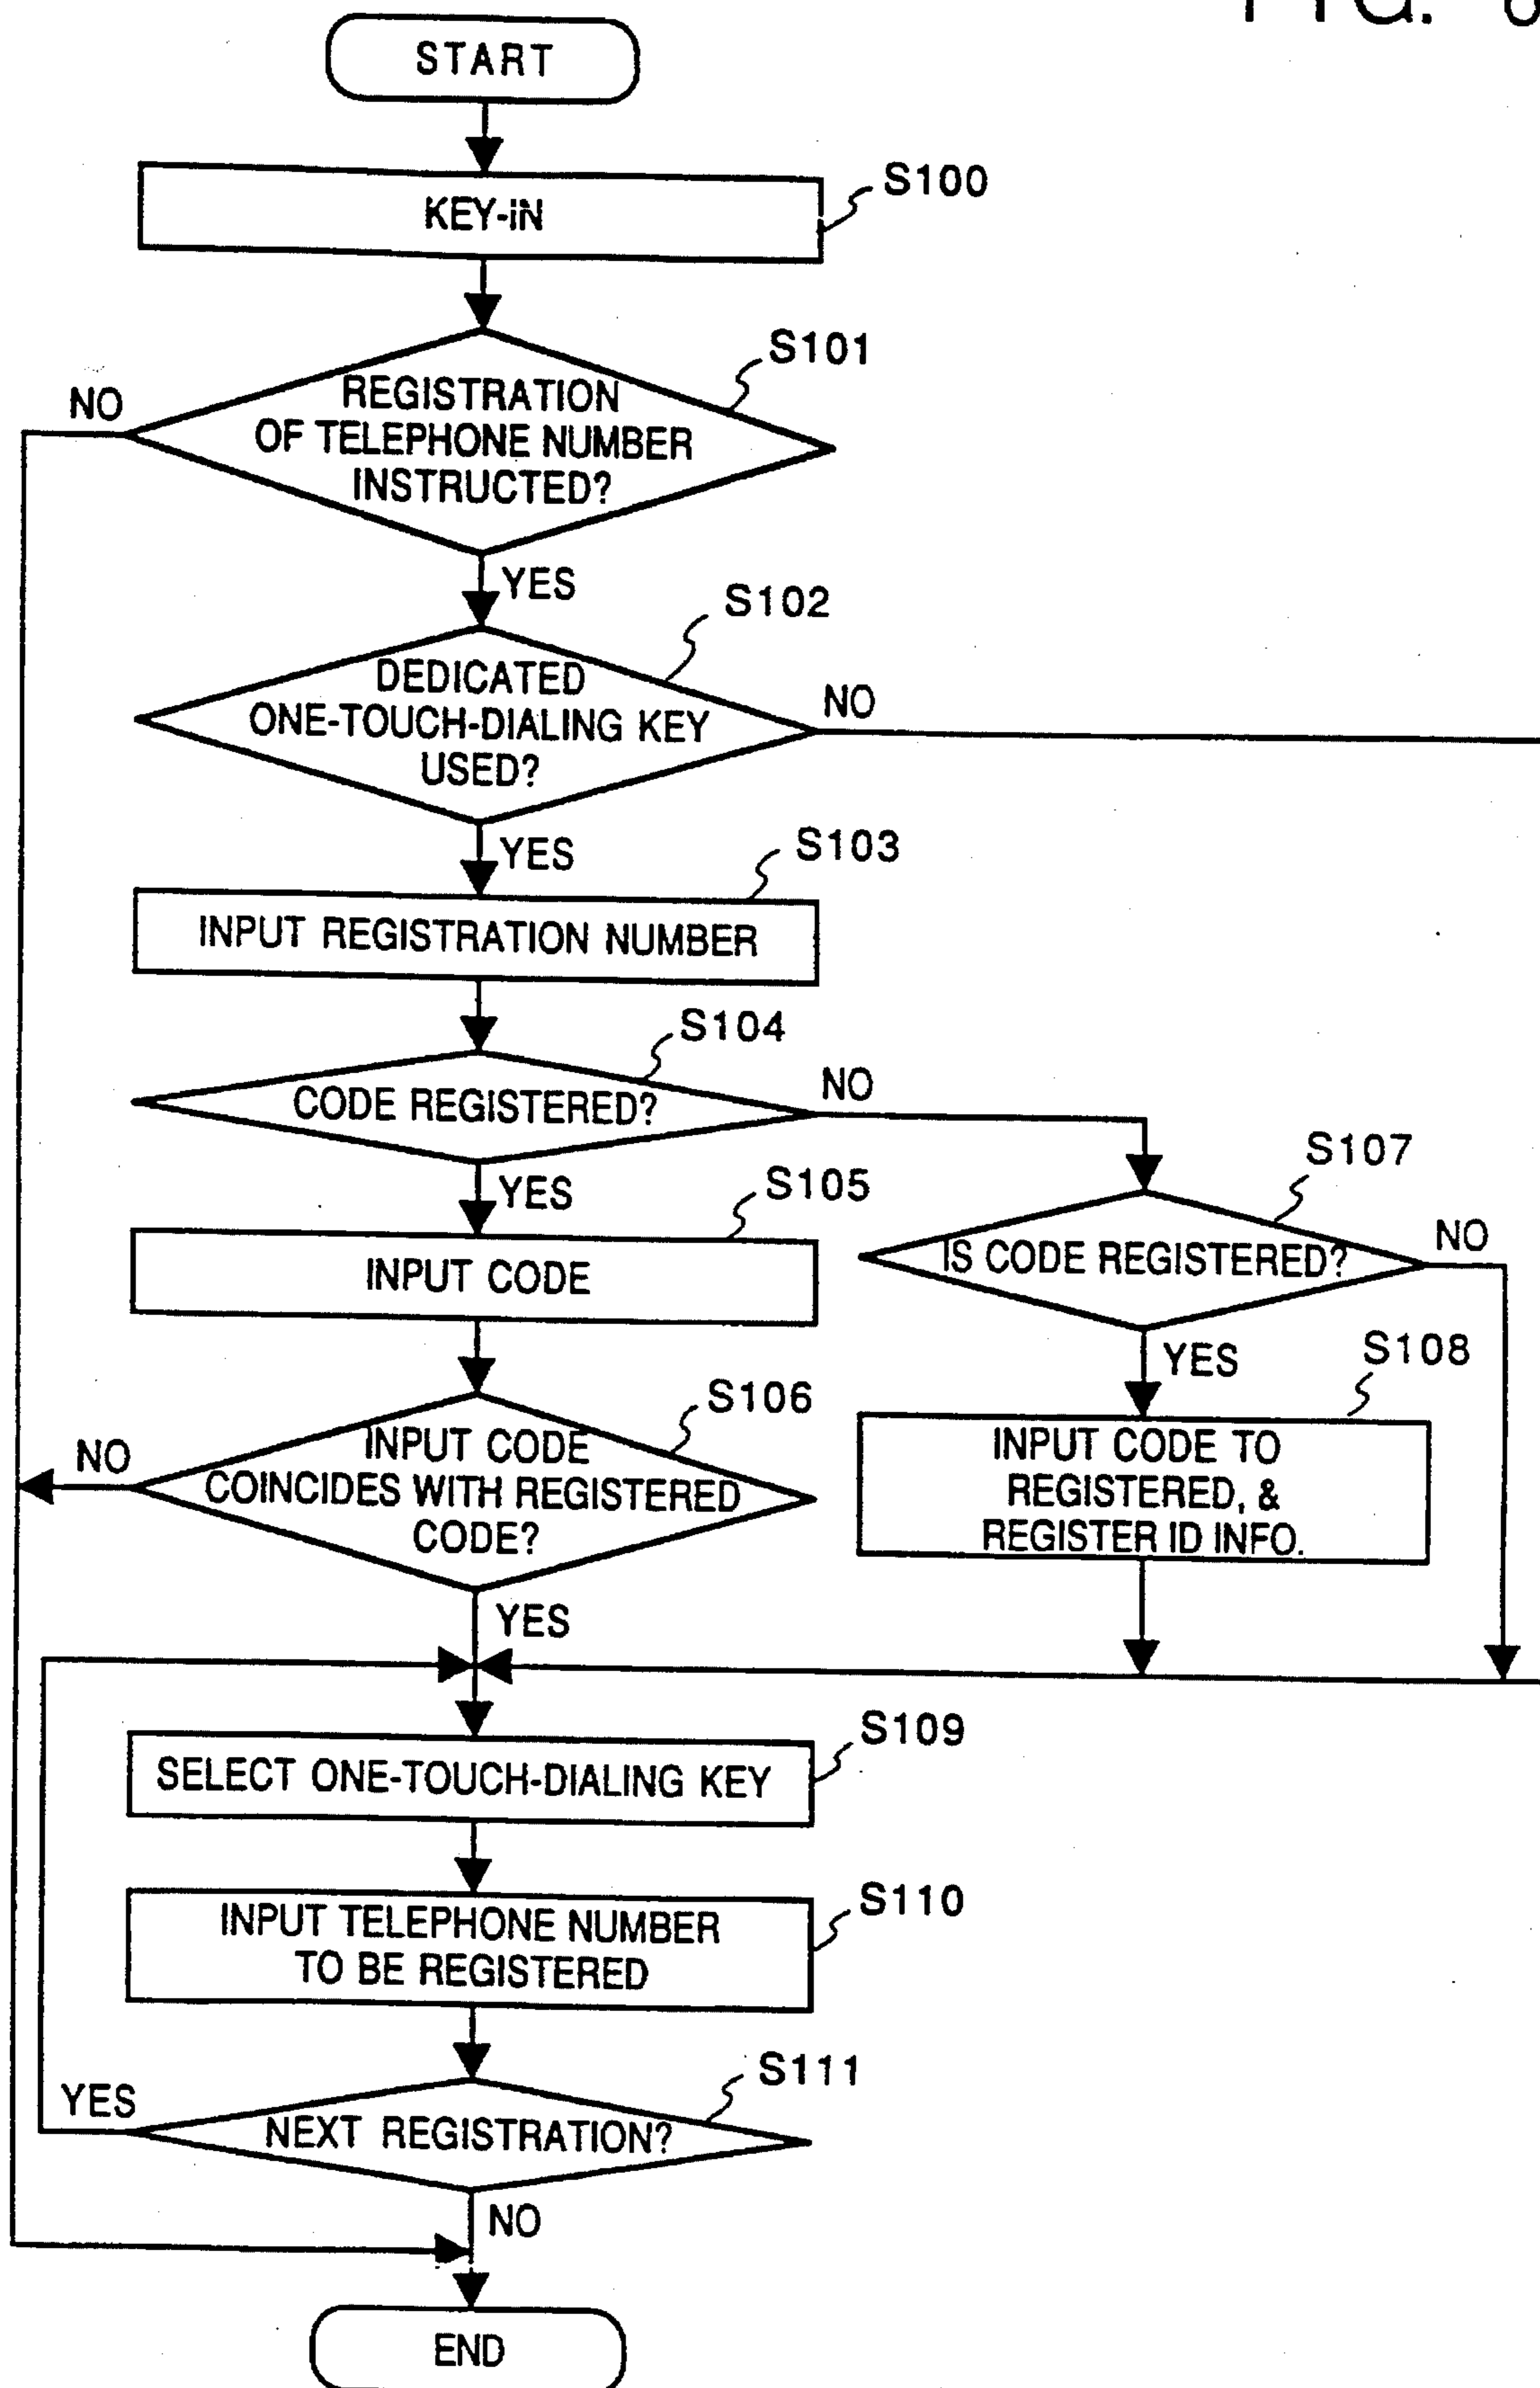 FIG.
START
S100
KEY-iN
S101
NO
REGISTRATION
OF TELEPHONE NUMBER
INSTRUCTED?
YES
S102
DEDICATED
ONE-TOUCH-DIALING KEY
USED?
NO
YES
S103
INPUT REGISTRATION NUMBER
S104
CODE REGISTERED?
NO
YES
S105
INPUT CODE
S107
IS CODE REGISTERED?
NO
YES
S108
INPUT CODE TO
REGISTERED, &
REGISTER ID INFO.
S106
NO
INPUT CODE
COINCIDES WITH REGISTERED
CODE?
YES
S109
SELECT ONE-TOUCH-DIALING KEY
S110
INPUT TELEPHONE NUMBER
TO BE REGISTERED
S111
YES
NEXT REGISTRATION?
NO
END